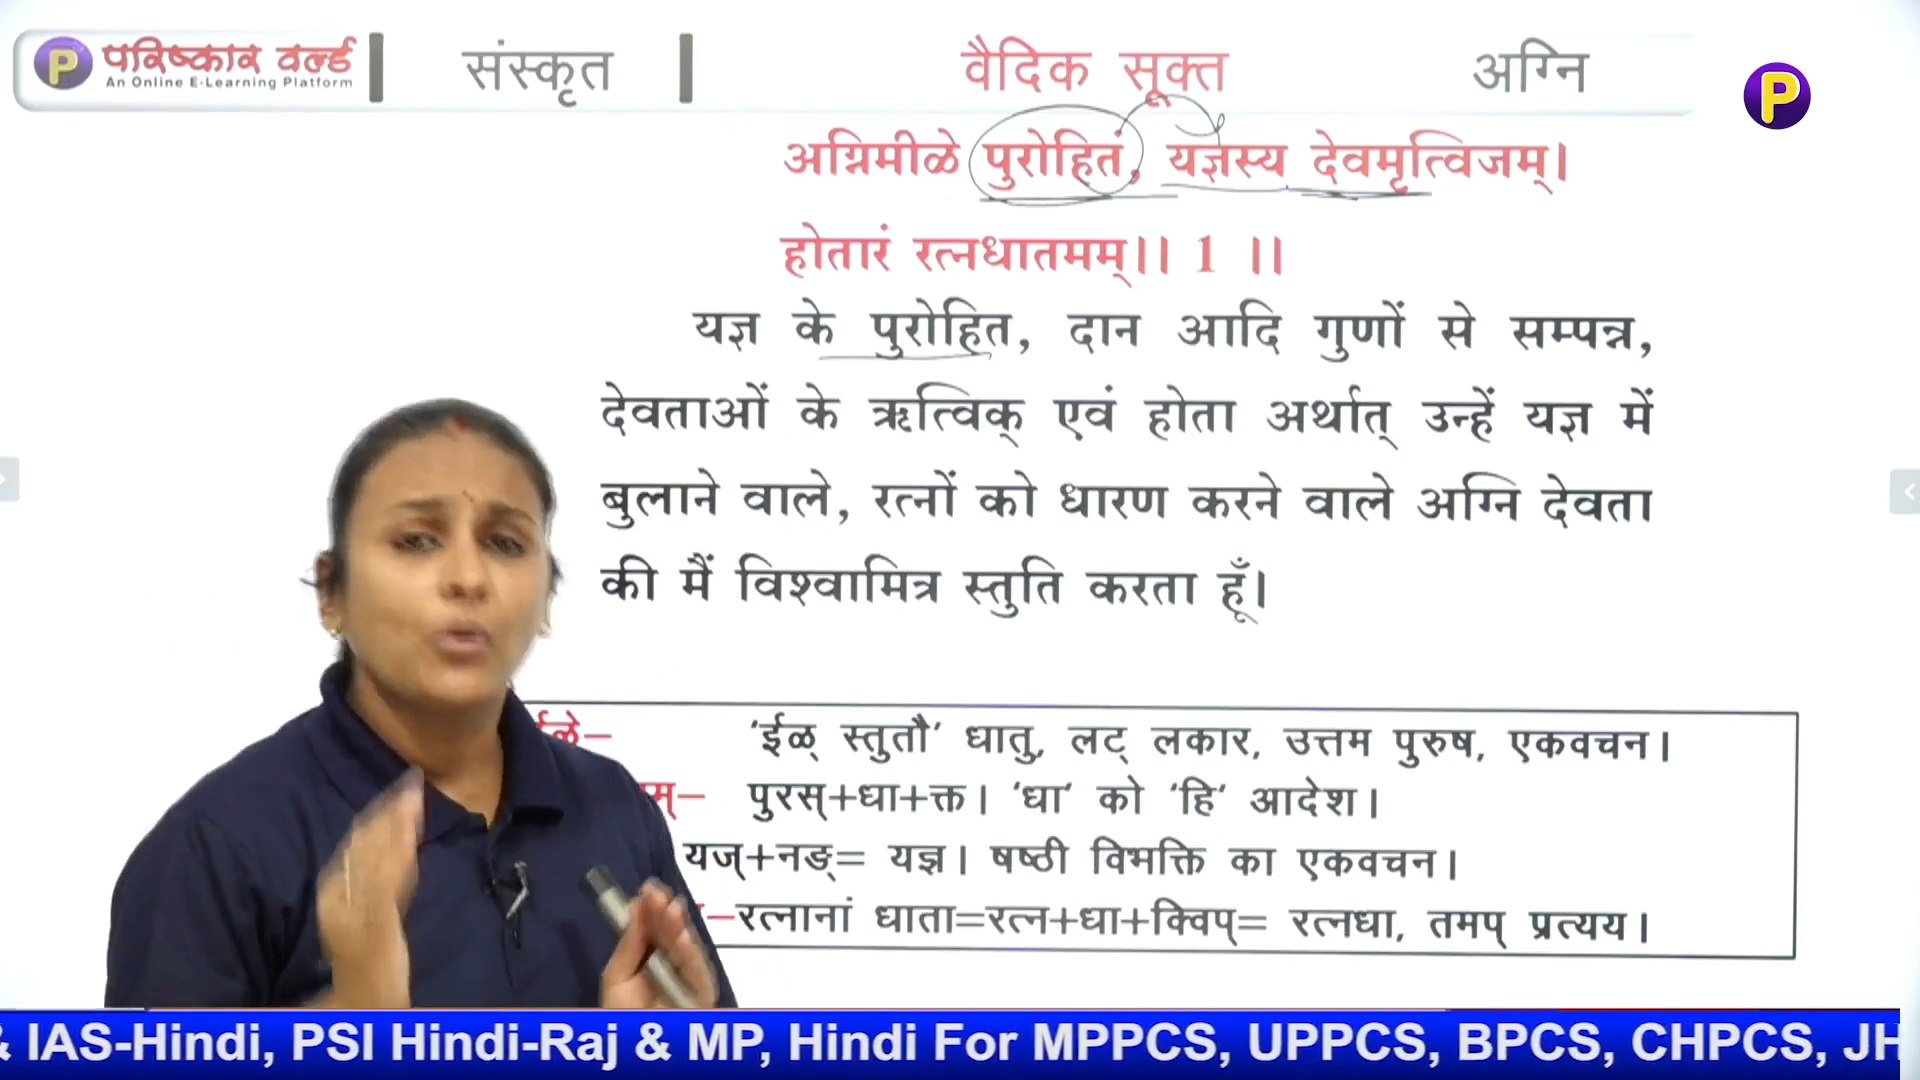 परिष्कार वर्ल्ड
An Online E-Learning Platform
संस्कृत
वैदिक सूक्त
अग्नि
P
P
अग्निमीळे पुरोहितं, यज्ञस्य देवमृत्विजम्।
होतारं रत्नधातमम्।। 1 ।।
यज्ञ के पुरोहित, दान आदि गुणों से सम्पन्न,
देवताओं के ऋत्विक् एवं होता अर्थात् उन्हें यज्ञ में
बुलाने वाले, रत्नों को धारण करने वाले अग्नि देवता
की मैं विश्वामित्र स्तुति करता हूँ।
ईळे– 'ईळ् स्तुतौ' धातु, लट् लकार, उत्तम पुरुष, एकवचन।
म्– पुरस्+धा+क्त। 'धा' को 'हि' आदेश।
यज्+नङ्= यज्ञ। षष्ठी विभक्ति का एकवचन।
–रत्नानां धाता=रत्न+धा+क्विप्= रत्नधा, तमप् प्रत्यय।
& IAS-Hindi, PSI Hindi-Raj & MP, Hindi For MPPCS, UPPCS, BPCS, CHPCS, JH